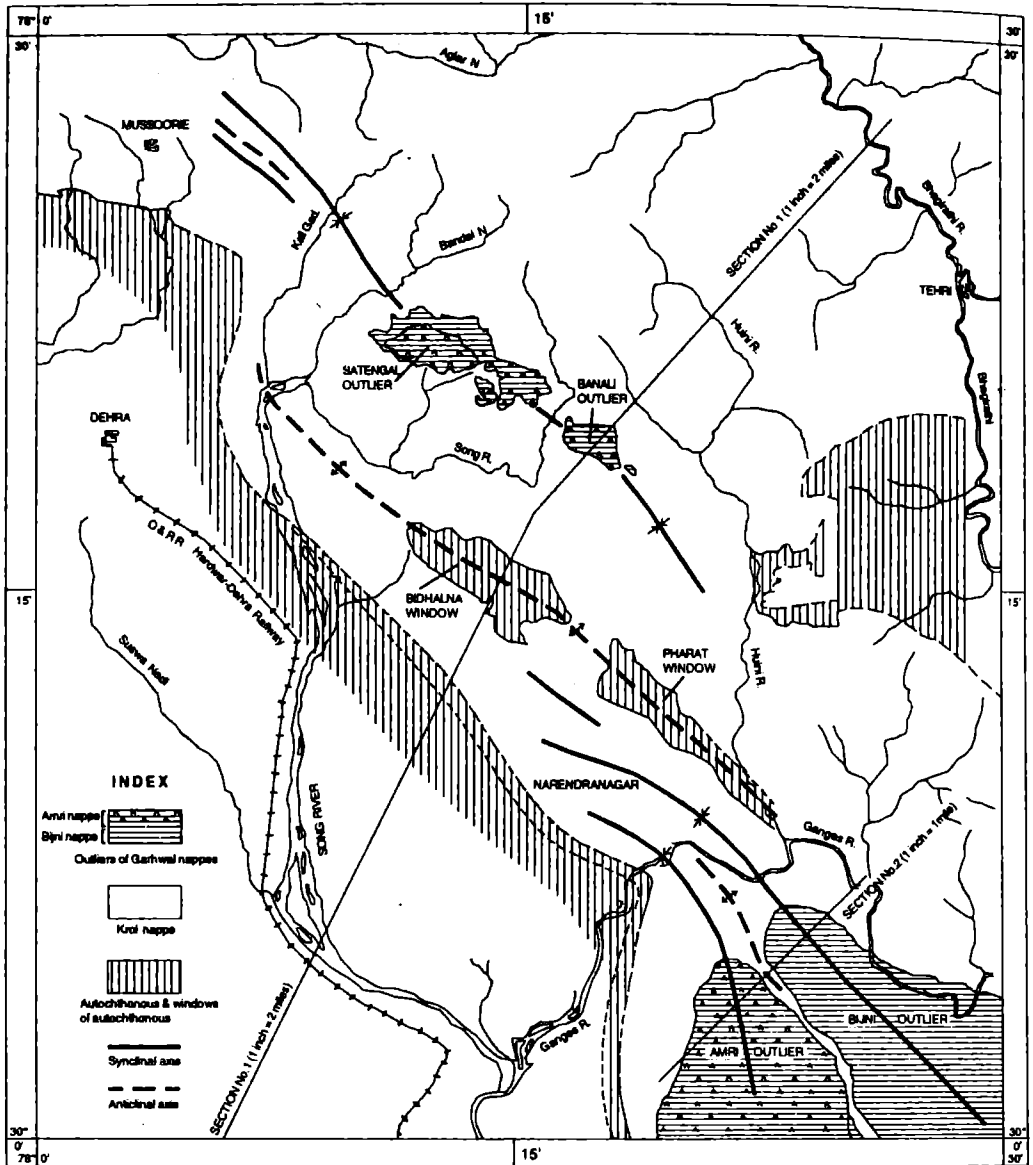 78° 0'
15'
30'
30'
30'
Aglar N
MUSSOORIE
Kali Gad.
Bandal N
SECTION No 1 (1 inch = 2 miles)
Bhagirathi R.
TEHRI
Huini R.
Bhagirathi
SATENGAL
OUTLIER
BANALI
OUTLIER
DEHRA
Song R.
O & R R Hardwar-Dehra Railway
15'
BIDHALNA
WINDOW
15'
Suswa Nadi
PHARAT
WINDOW
Huini R.
NARENDRANAGAR
INDEX
Amri nappe
Bijni nappe
Outliers of Garhwal nappes
SONG RIVER
Ganges R.
SECTION No.2 (1 inch = 1 mile)
Krol nappe
Autochthonous & windows
of autochthonous
Synclinal axis
Anticlinal axis
SECTION No.1 (1 inch = 2 miles)
Ganges R.
BIJNI OUTLIER
AMRI OUTLIER
30°
0'
78° 0'
15'
30°
0'
30'